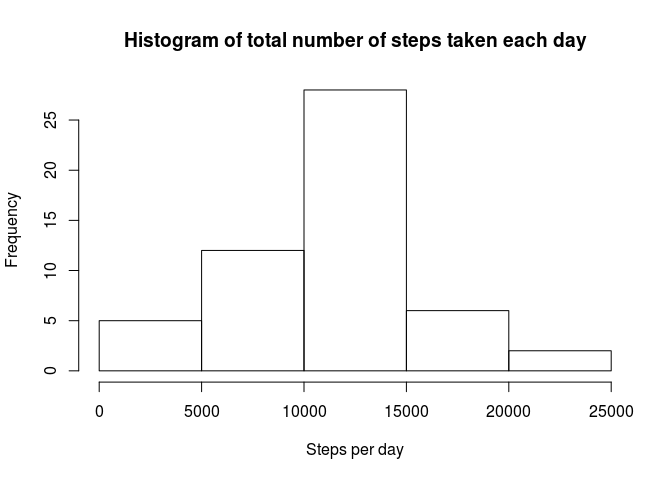 Histogram of total number of steps taken each day
Frequency
25
20
15
10
5
0
0 5000 10000 15000 20000 25000
Steps per day